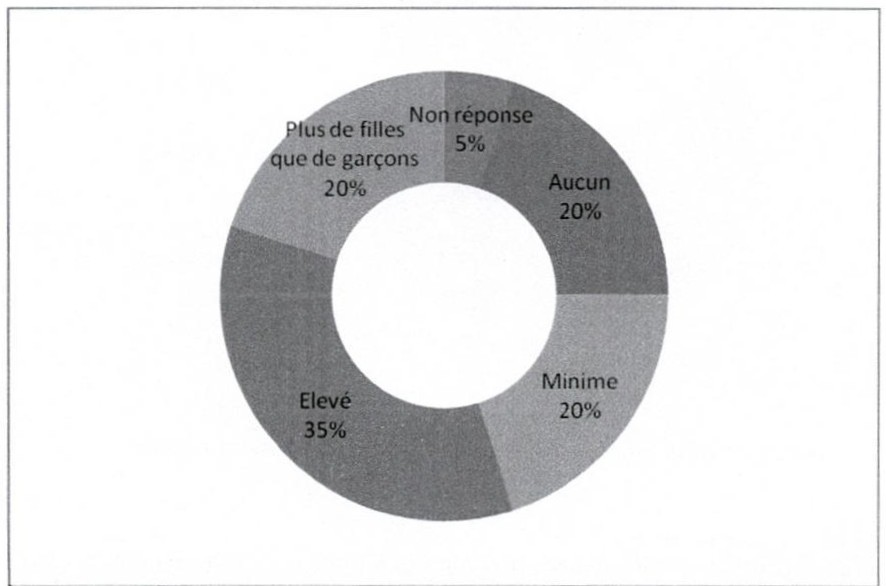 Non réponse
5%
Aucun
20%
Minime
20%
Elevé
35%
Plus de filles
que de garçons
20%